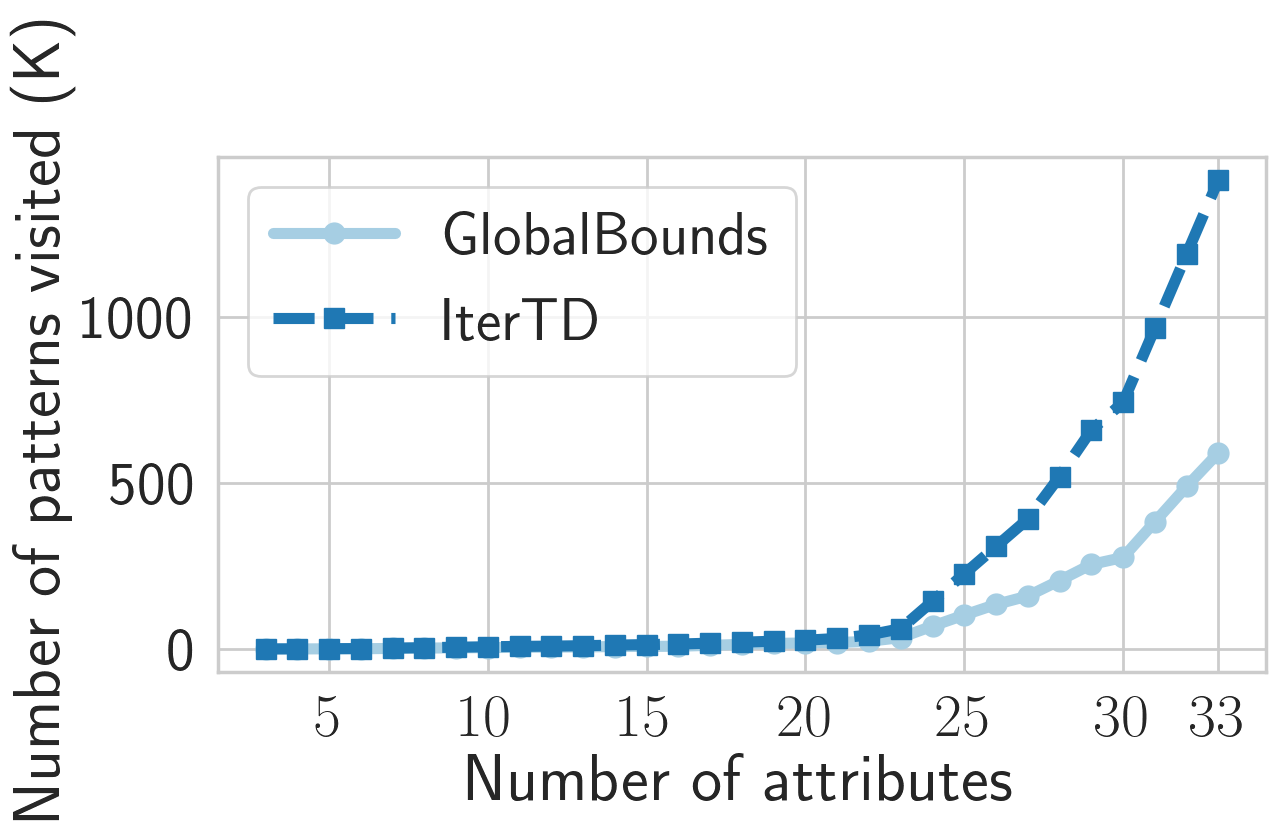 Number of patterns visited (K)
GlobalBounds
IterTD
1000
500
0
5 10 15 20 25 30 33
Number of attributes